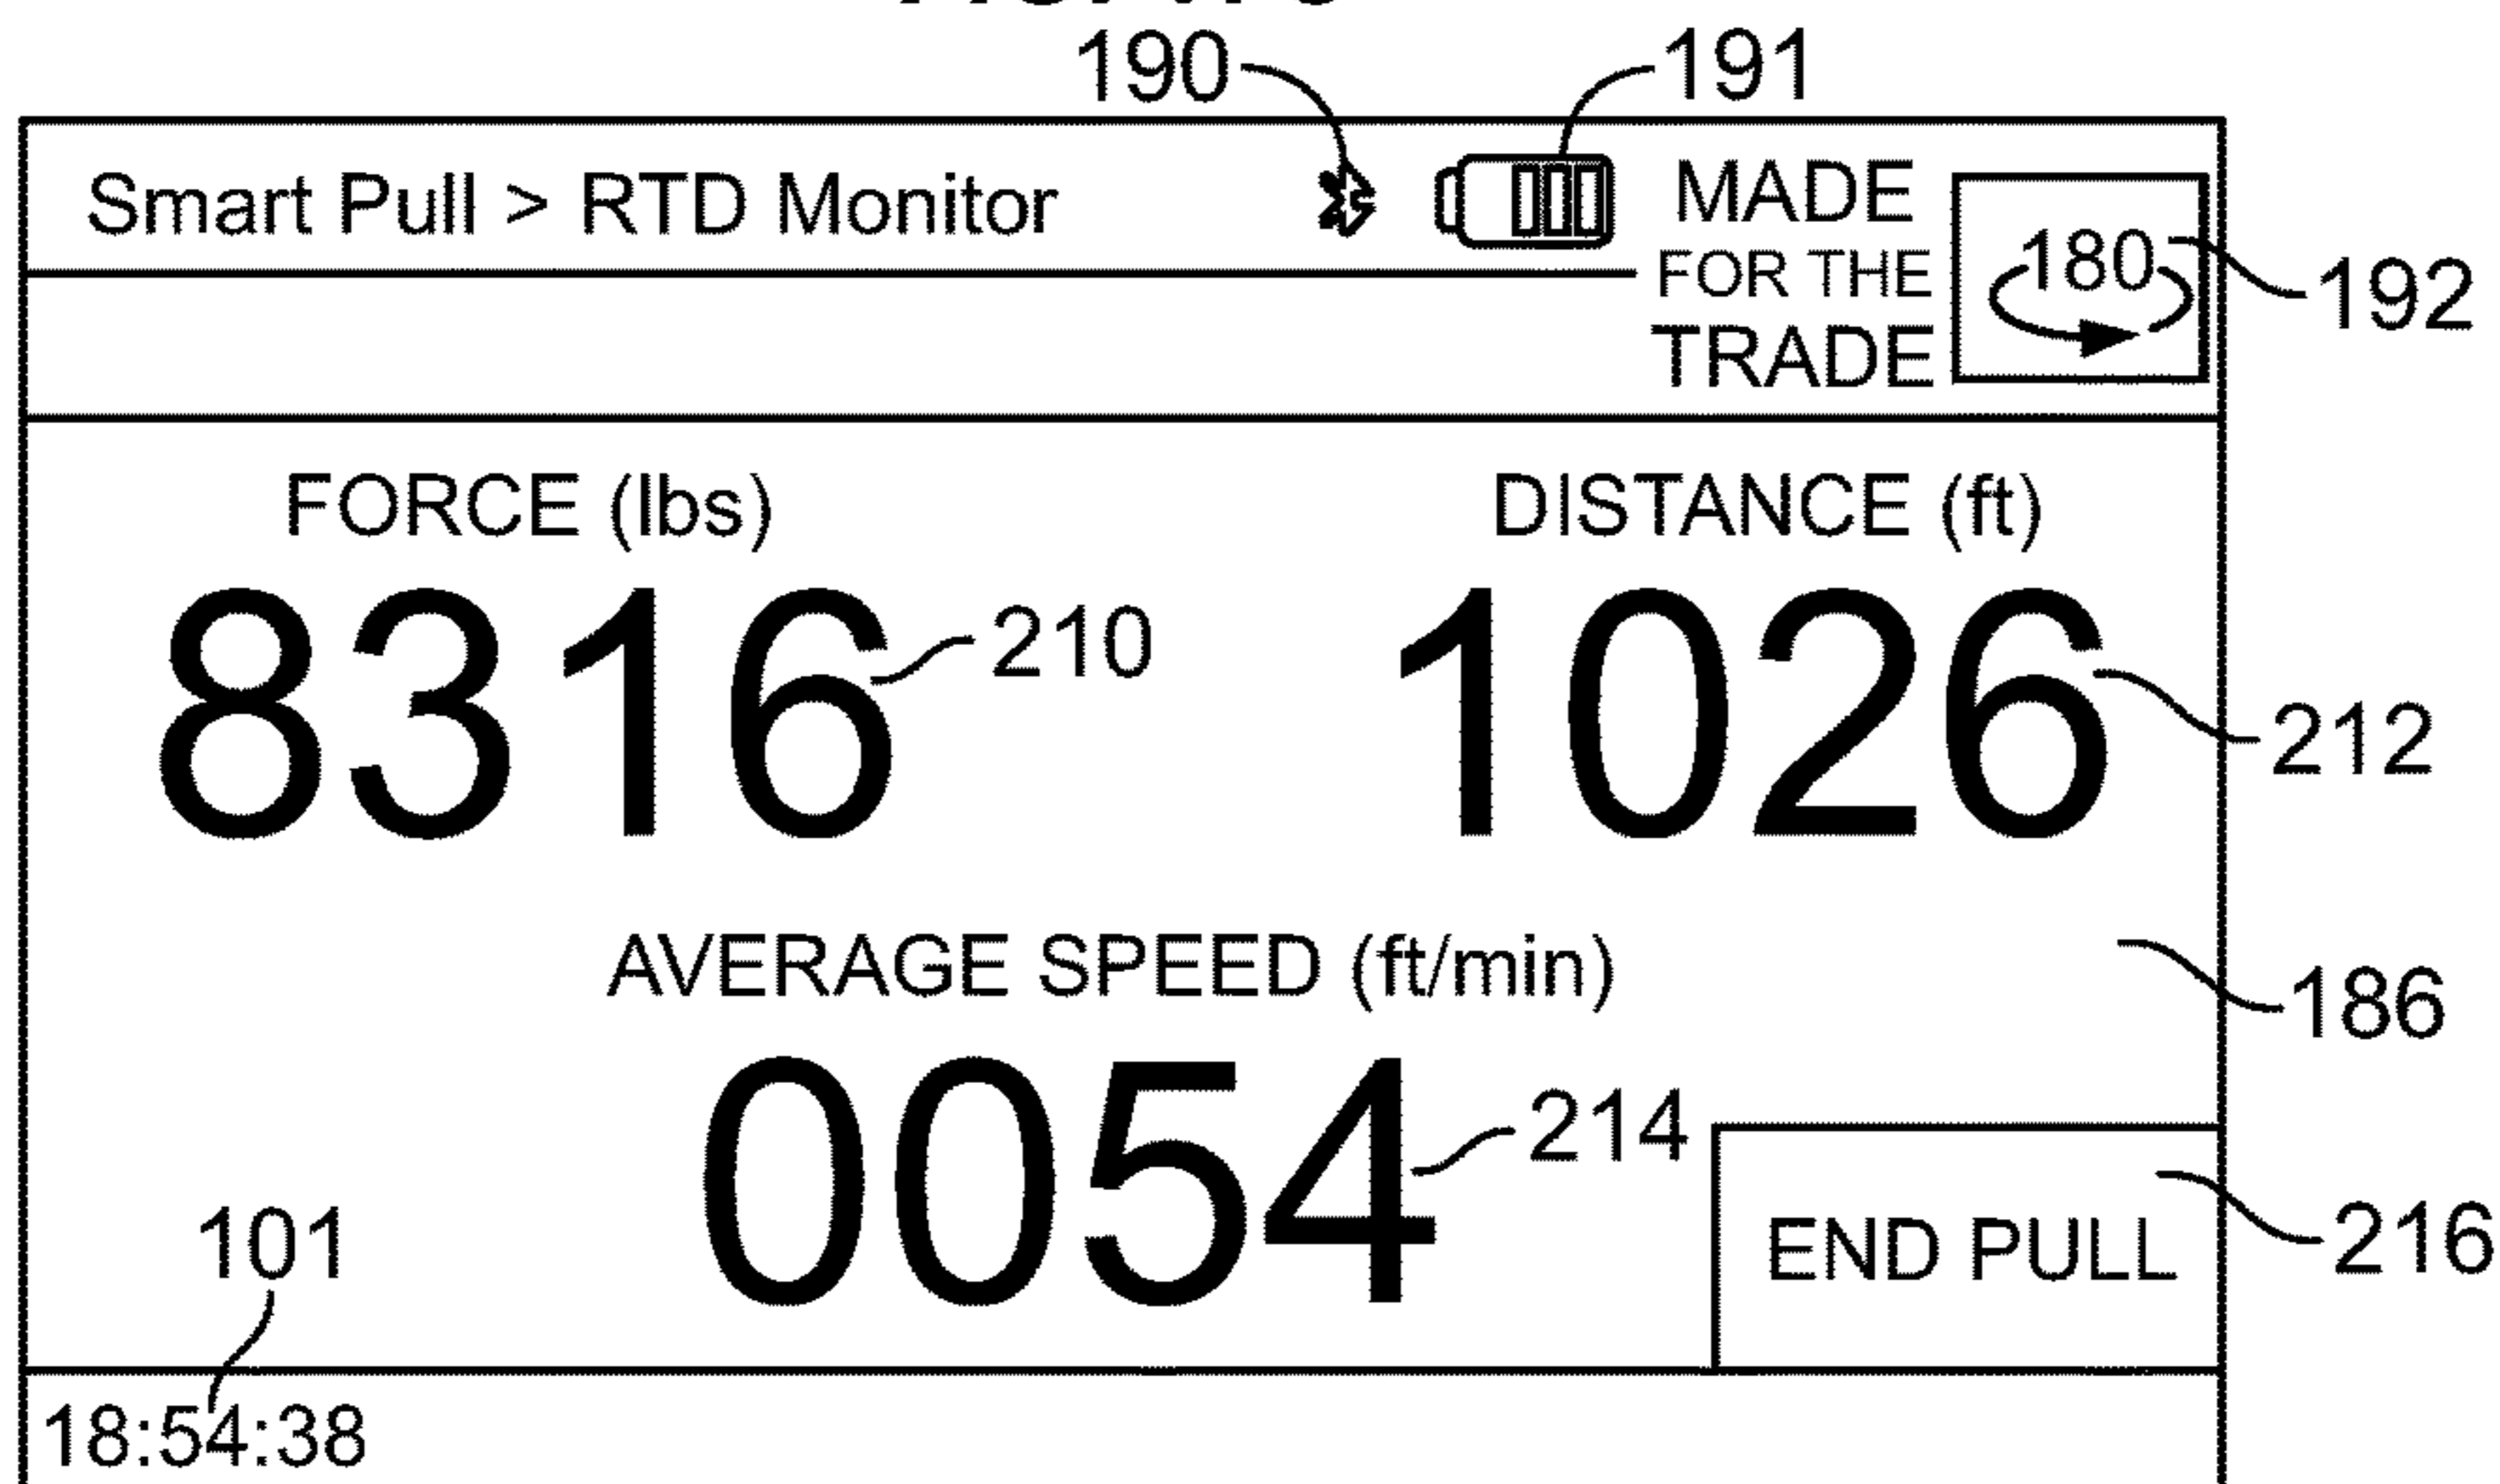 190 191
Smart Pull > RTD Monitor
MADE
FOR THE
TRADE
180
192
FORCE (lbs) DISTANCE (ft)
8316 210 1026
212
AVERAGE SPEED (ft/min)
186
0054 214
101
END PULL
216
18:54:38